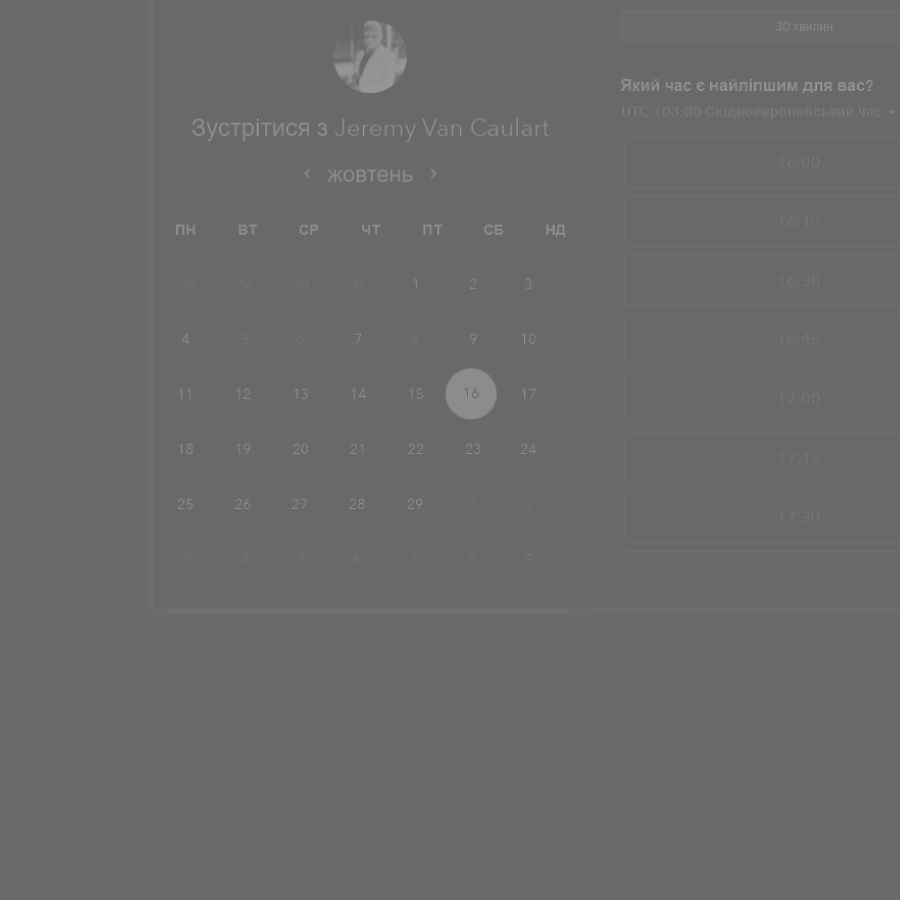 Зустрітися з Jeremy Van Caulart
‹ жовтень ›
ПН ВТ СР ЧТ ПТ СБ НД
28 29 30 31 1 2 3
4 5 6 7 8 9 10
11 12 13 14 15 16 17
18 19 20 21 22 23 24
25 26 27 28 29 1 2
3 4 5 6 7 8 9
30 хвилин
Який час є найліпшим для вас?
UTC +03:00 Східноєвропейський час
16:00
16:15
16:30
16:45
17:00
17:15
17:30